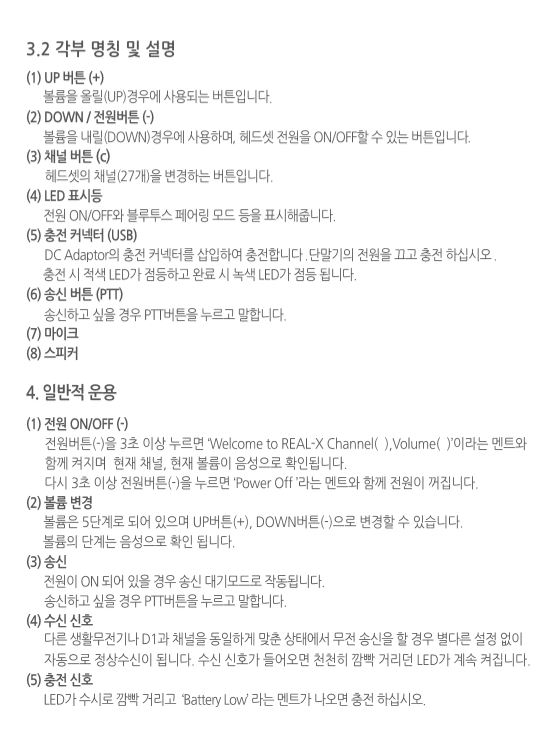 3.2 각부 명칭 및 설명
(1) UP 버튼 (+)
볼륨을 올릴(UP)경우에 사용되는 버튼입니다.
(2) DOWN / 전원버튼 (-)
볼륨을 내릴(DOWN)경우에 사용하며, 헤드셋 전원을 ON/OFF할 수 있는 버튼입니다.
(3) 채널 버튼 (c)
헤드셋의 채널(27개)을 변경하는 버튼입니다.
(4) LED 표시등
전원 ON/OFF와 블루투스 페어링 모드 등을 표시해줍니다.
(5) 충전 커넥터 (USB)
DC Adaptor의 충전 커넥터를 삽입하여 충전합니다 .단말기의 전원을 끄고 충전 하십시오 .
충전 시 적색 LED가 점등하고 완료 시 녹색 LED가 점등 됩니다.
(6) 송신 버튼 (PTT)
송신하고 싶을 경우 PTT버튼을 누르고 말합니다.
(7) 마이크
(8) 스피커
4. 일반적 운용
(1) 전원 ON/OFF (-)
전원버튼(-)을 3초 이상 누르면 ‘Welcome to REAL-X Channel(  ),Volume(  )’이라는 멘트와
함께 켜지며  현재 채널, 현재 볼륨이 음성으로 확인됩니다.
다시 3초 이상 전원버튼(-)을 누르면 ‘Power Off ’라는 멘트와 함께 전원이 꺼집니다.
(2) 볼륨 변경
볼륨은 5단계로 되어 있으며 UP버튼(+), DOWN버튼(-)으로 변경할 수 있습니다.
볼륨의 단계는 음성으로 확인 됩니다.
(3) 송신
전원이 ON 되어 있을 경우 송신 대기모드로 작동됩니다.
송신하고 싶을 경우 PTT버튼을 누르고 말합니다.
(4) 수신 신호
다른 생활무전기나 D1과 채널을 동일하게 맞춘 상태에서 무전 송신을 할 경우 별다른 설정 없이
자동으로 정상수신이 됩니다. 수신 신호가 들어오면 천천히 깜빡 거리던 LED가 계속 켜집니다.
(5) 충전 신호
LED가 수시로 깜빡 거리고  ‘Battery Low’ 라는 멘트가 나오면 충전 하십시오.